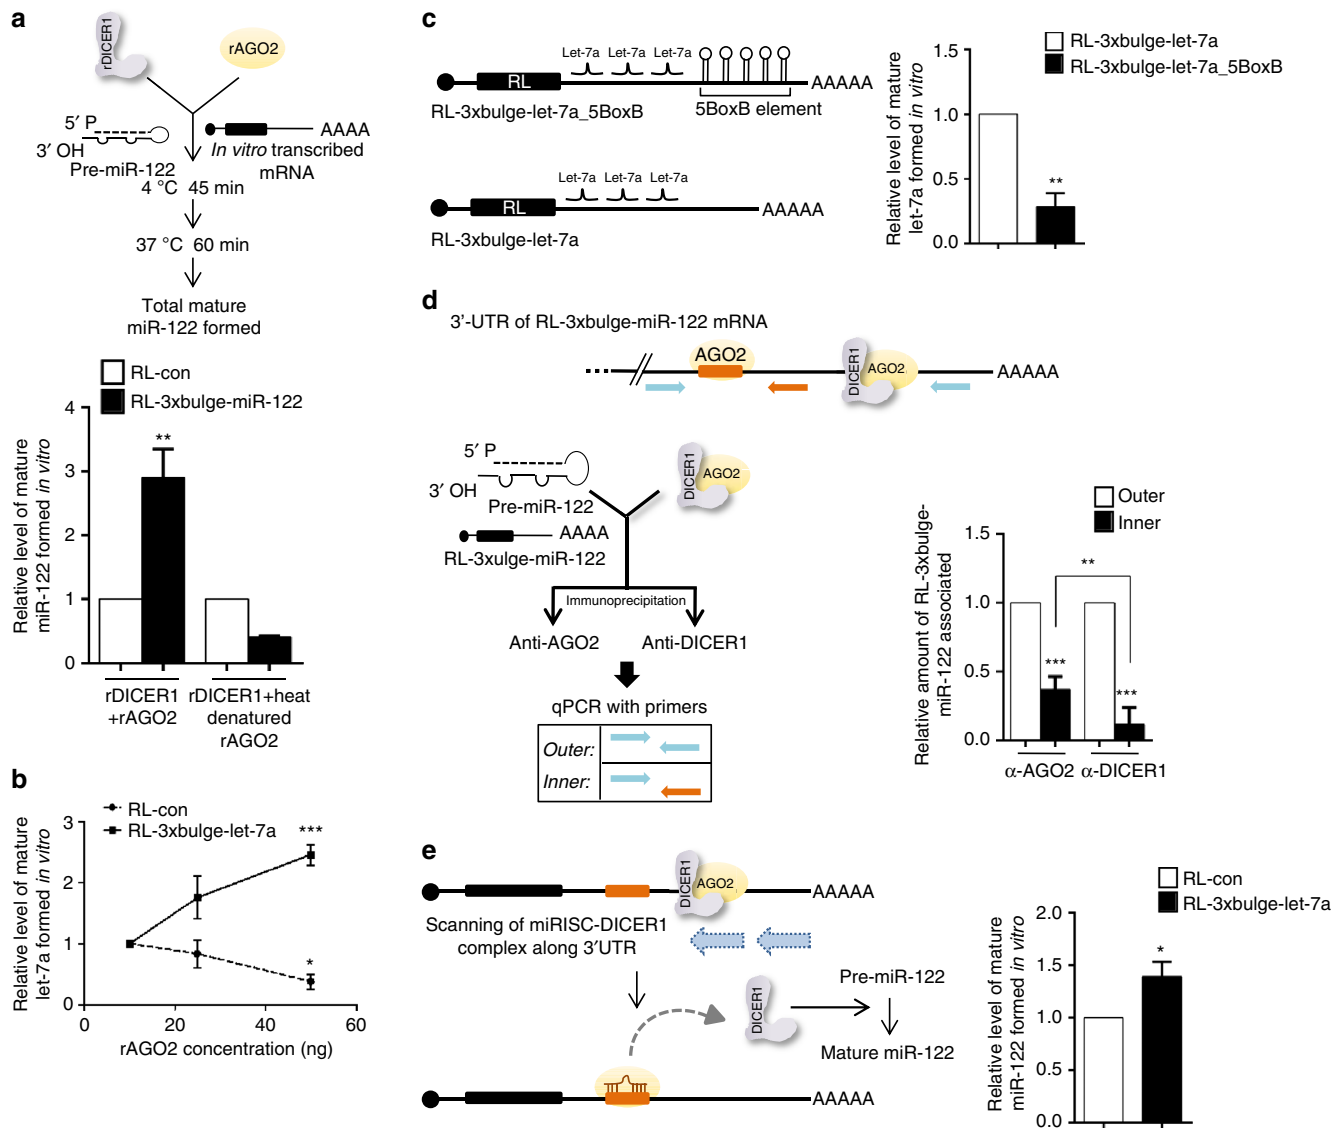 a
rDICER1
rAGO2
5′ P
3′ OH
Pre-miR-122
AAAA
In vitro transcribed
mRNA
4 °C 45 min
37 °C 60 min
Total mature
miR-122 formed
RL-con
RL-3xbulge-miR-122
Relative level of mature
miR-122 formed in vitro
4
3
2
1
0
**
rDICER1
+rAGO2
rDICER1+heat
denatured
rAGO2
b
RL-con
RL-3xbulge-let-7a
Relative level of mature
let-7a formed in vitro
3
2
1
0
***
*
0
20
40
60
rAGO2 concentration (ng)
c
Let-7a
Let-7a
Let-7a
RL
AAAAA
RL-3xbulge-let-7a_5BoxB
5BoxB element
Let-7a
Let-7a
Let-7a
RL
AAAAA
RL-3xbulge-let-7a
RL-3xbulge-let-7a
RL-3xbulge-let-7a_5BoxB
Relative level of mature
let-7a formed in vitro
1.5
1.0
0.5
0.0
**
d
3'-UTR of RL-3xbulge-miR-122 mRNA
AGO2
DICER1
AGO2
AAAAA
5′ P
3′ OH
Pre-miR-122
DICER1
AGO2
AAAA
RL-3xulge-miR-122
Immunoprecipitation
Anti-AGO2
Anti-DICER1
qPCR with primers
Outer:
Inner:
Outer
Inner
Relative amount of RL-3xbulge-
miR-122 associated
1.5
1.0
0.5
0.0
**
***
***
α-AGO2
α-DICER1
e
DICER1
AGO2
AAAAA
Scanning of miRISC-DICER1
complex along 3′UTR
DICER1
Pre-miR-122
Mature miR-122
AAAAA
RL-con
RL-3xbulge-let-7a
Relative level of mature
miR-122 formed in vitro
2.0
1.5
1.0
0.5
0.0
*